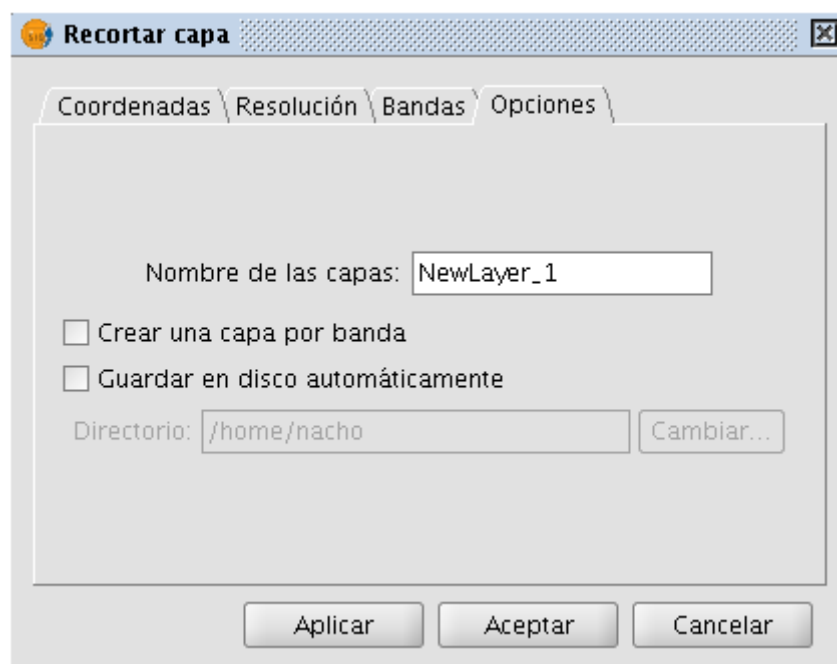 Recortar capa
Coordenadas Resolución Bandas Opciones
Nombre de las capas: NewLayer_1
Crear una capa por banda
Guardar en disco automáticamente
Directorio: /home/nacho Cambiar...
Aplicar Aceptar Cancelar